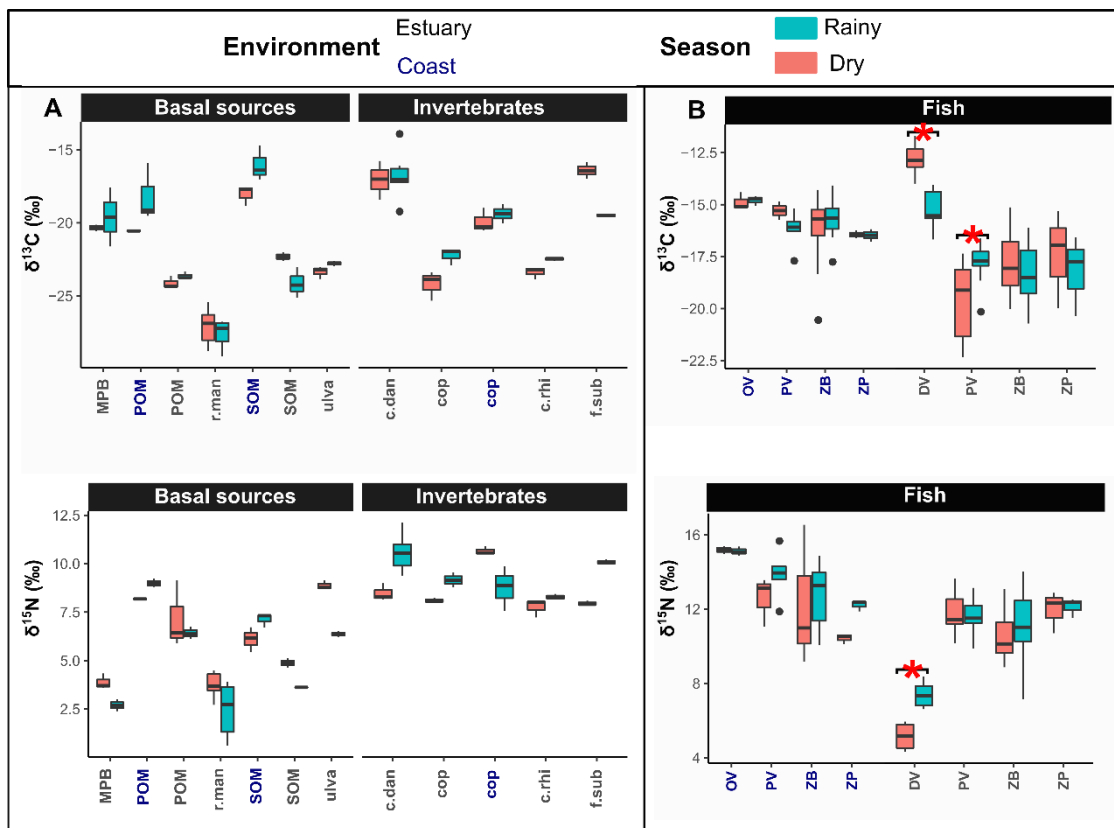 Environment
Estuary
Coast
Season
Rainy
Dry
A
Basal sources
Invertebrates
δ13C (‰)
−15
−20
−25
MPB
POM
POM
r.man
SOM
SOM
ulva
c.dan
cop
cop
c.rhi
f.sub
Basal sources
Invertebrates
δ15N (‰)
12.5
10.0
7.5
5.0
2.5
MPB
POM
POM
r.man
SOM
SOM
ulva
c.dan
cop
cop
c.rhi
f.sub
B
Fish
δ13C (‰)
−12.5
−15.0
−17.5
−20.0
−22.5
*
*
OV
PV
ZB
ZP
DV
PV
ZB
ZP
Fish
δ15N (‰)
16
12
8
4
*
OV
PV
ZB
ZP
DV
PV
ZB
ZP